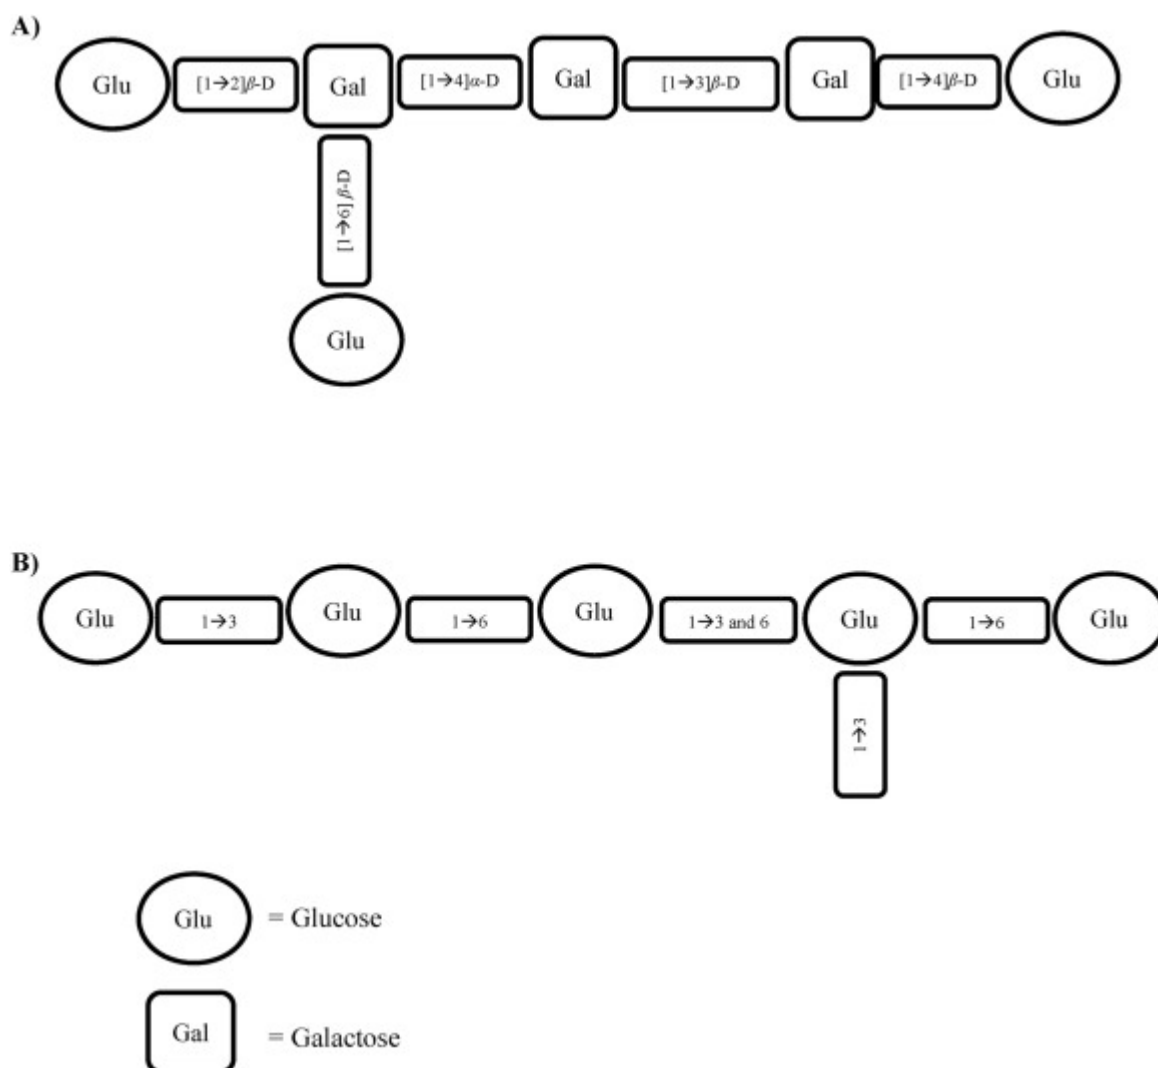 A)
Glu [1→2]β-D Gal [1→4]α-D Gal [1→3]β-D Gal [1→4]β-D Glu
[1→6]β-D
Glu
B)
Glu 1→3 Glu 1→6 Glu 1→3 and 6 Glu 1→6 Glu
1→3
Glu = Glucose
Gal = Galactose